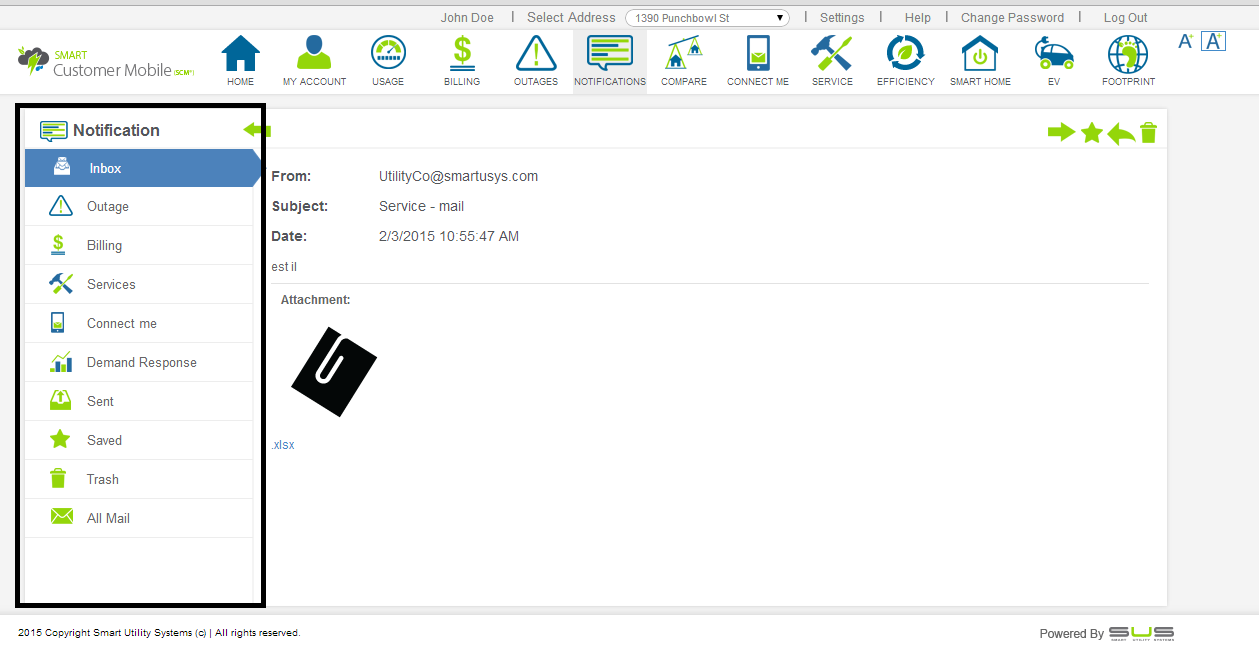 John Doe | Select Address 1390 Punchbowl St | Settings | Help | Change Password | Log Out
SMART
Customer Mobile (SCM®)
HOME MY ACCOUNT USAGE BILLING OUTAGES NOTIFICATIONS COMPARE CONNECT ME SERVICE EFFICIENCY SMART HOME EV FOOTPRINT
A+ A+
Notification
Inbox
Outage
Billing
Services
Connect me
Demand Response
Sent
Saved
Trash
All Mail
From: UtilityCo@smartusys.com
Subject: Service - mail
Date: 2/3/2015 10:55:47 AM
est il
Attachment:
.xlsx
2015 Copyright Smart Utility Systems (c) | All rights reserved.
Powered By SUS
SMART UTILITY SYSTEMS